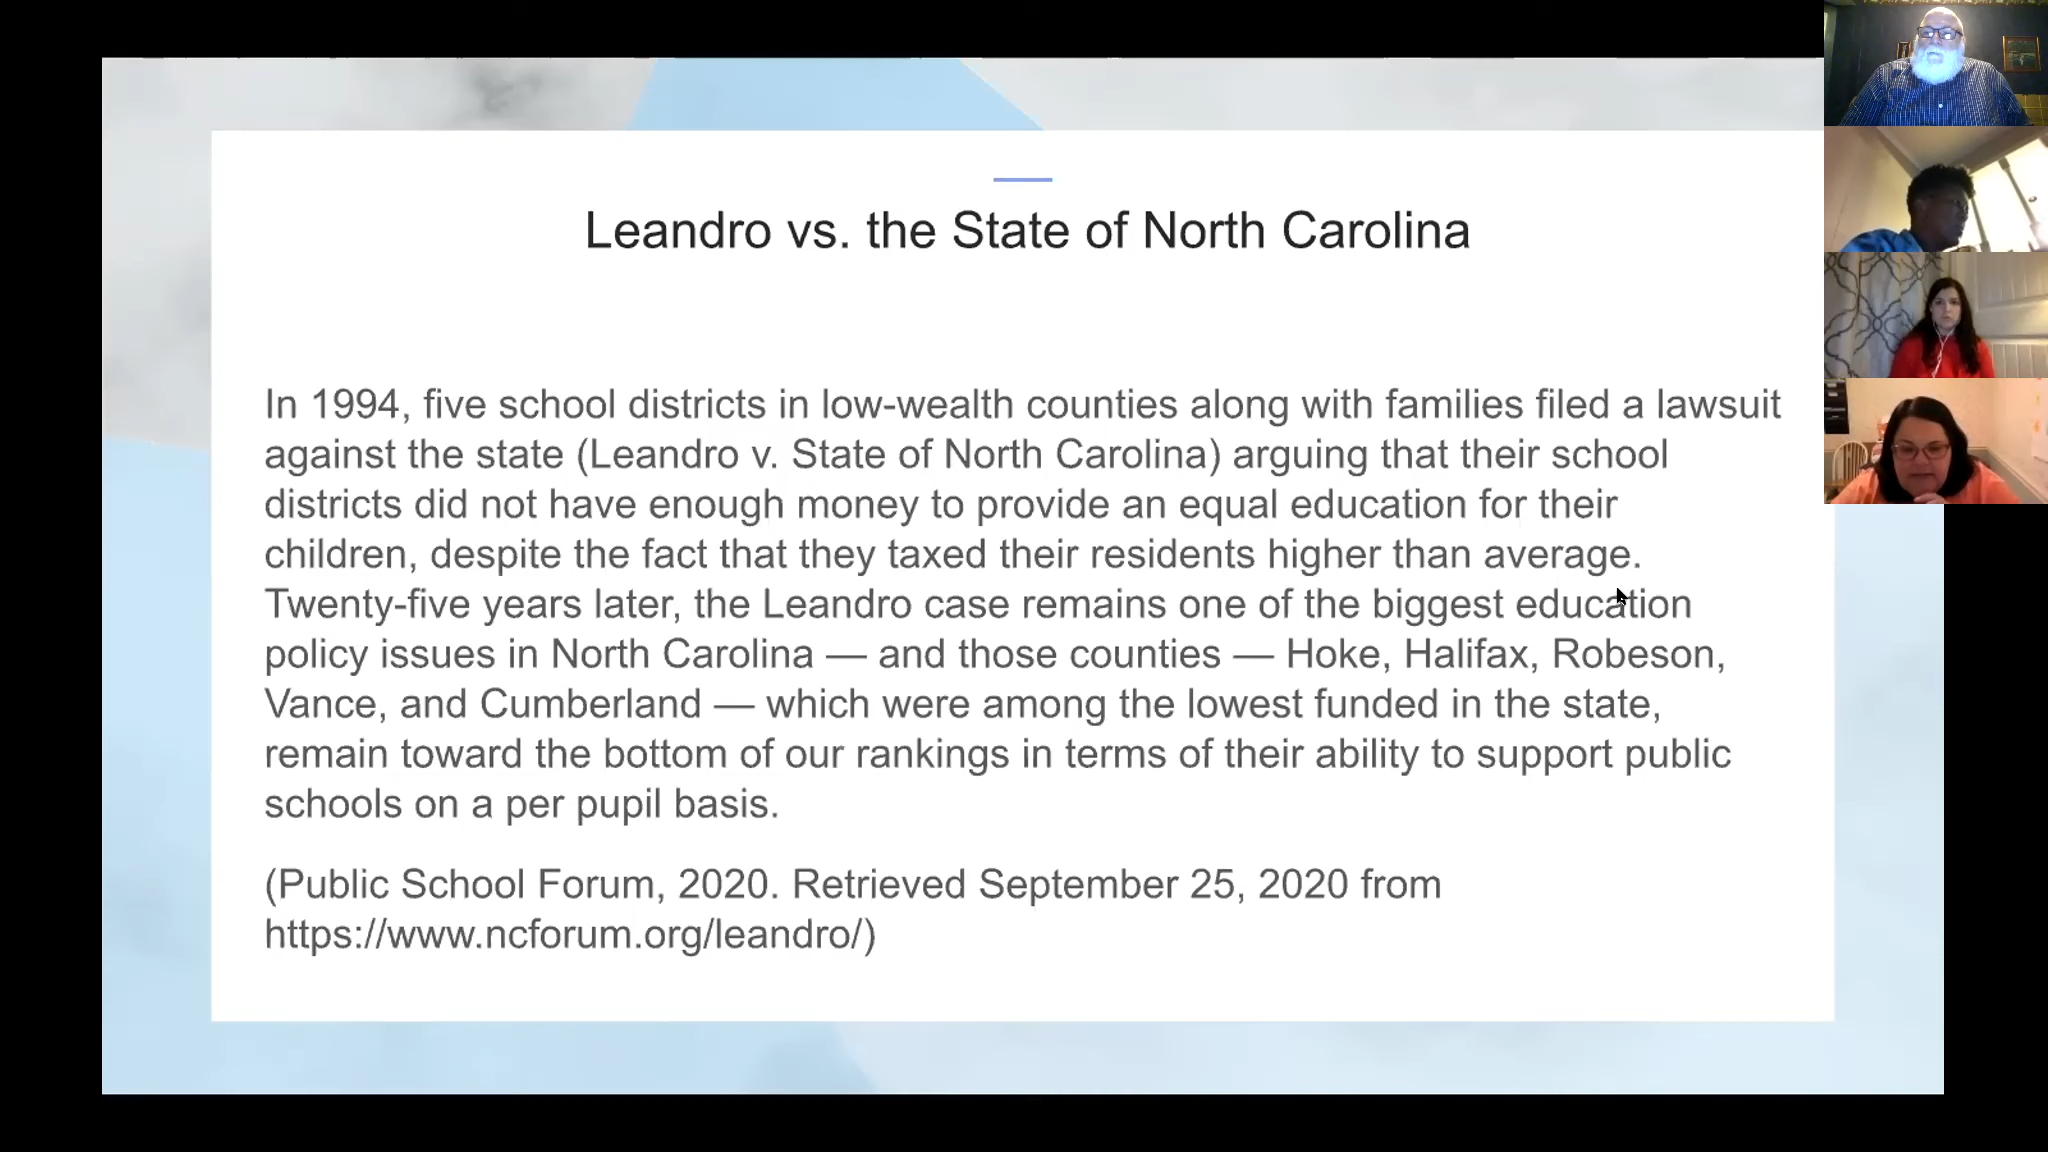 Leandro vs. the State of North Carolina
In 1994, five school districts in low-wealth counties along with families filed a lawsuit
against the state (Leandro v. State of North Carolina) arguing that their school
districts did not have enough money to provide an equal education for their
children, despite the fact that they taxed their residents higher than average.
Twenty-five years later, the Leandro case remains one of the biggest education
policy issues in North Carolina — and those counties — Hoke, Halifax, Robeson,
Vance, and Cumberland — which were among the lowest funded in the state,
remain toward the bottom of our rankings in terms of their ability to support public
schools on a per pupil basis.
(Public School Forum, 2020. Retrieved September 25, 2020 from
https://www.ncforum.org/leandro/)